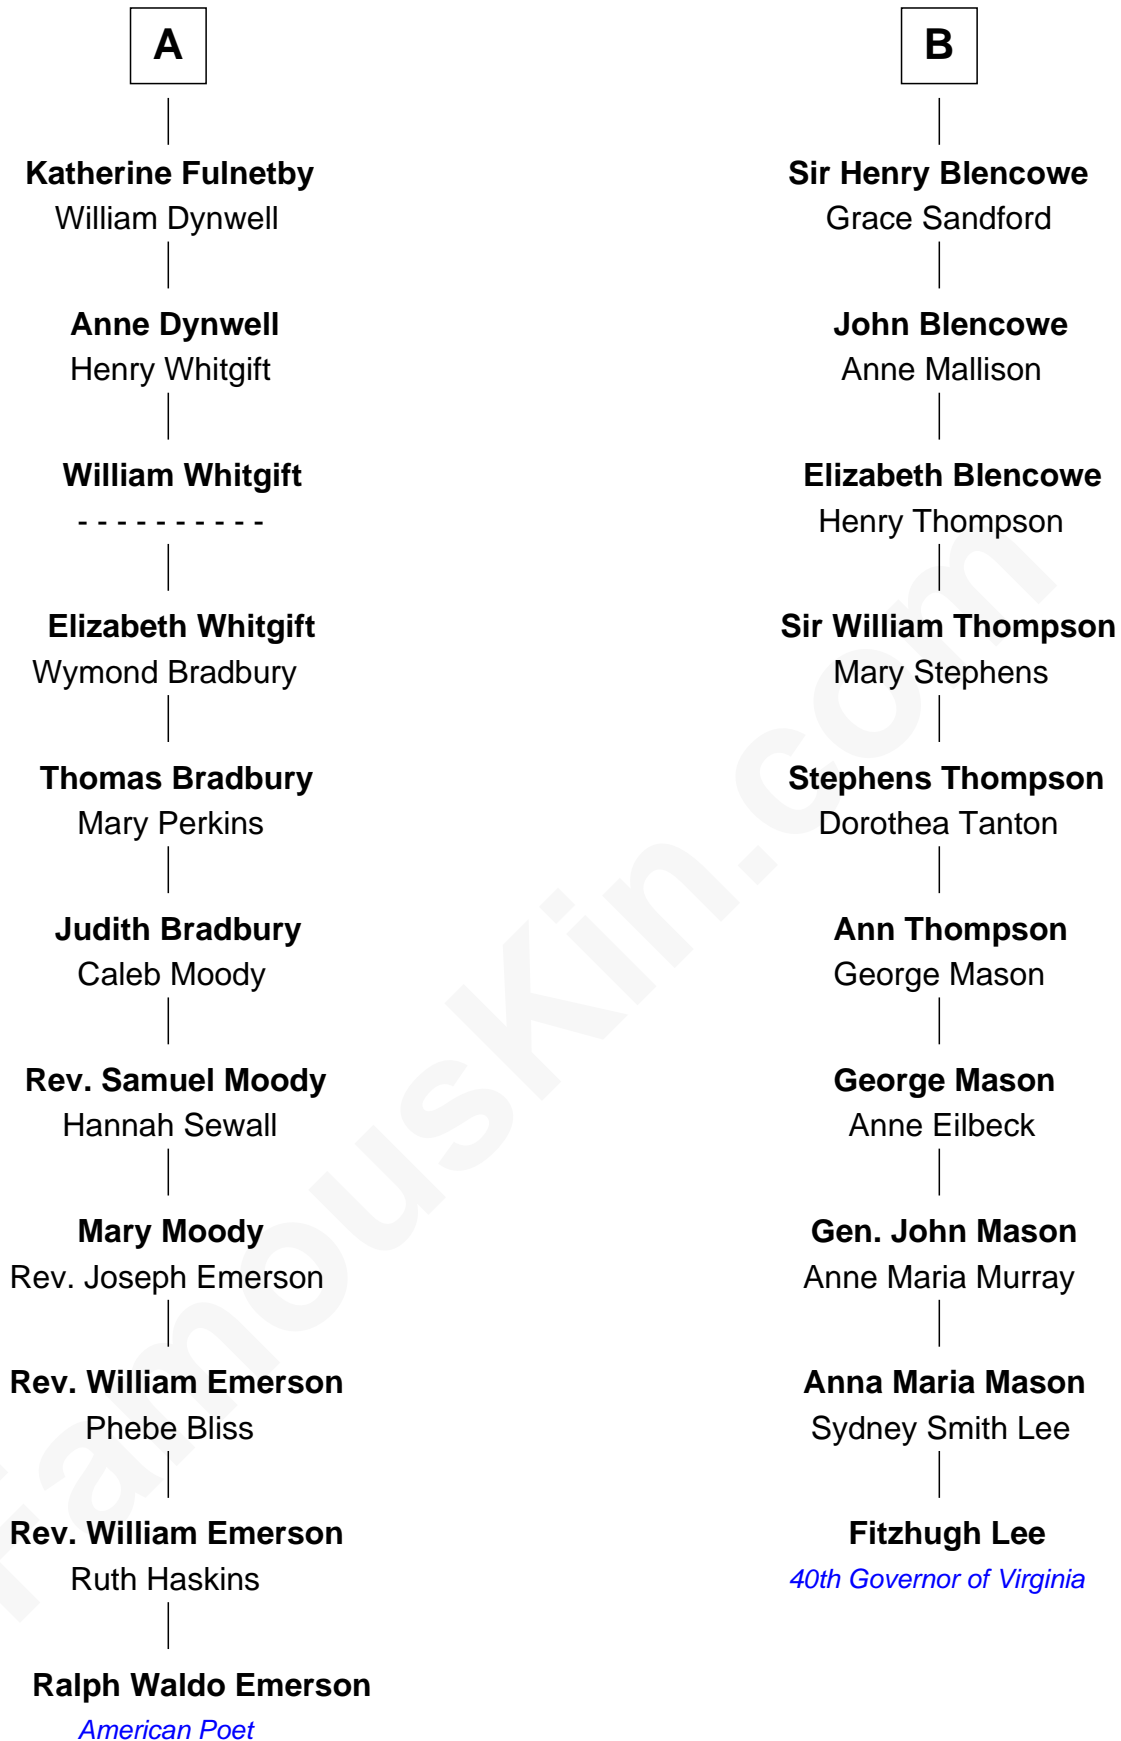 A
Katherine Fulnetby
William Dynwell
Anne Dynwell
Henry Whitgift
William Whitgift
- - - - - - - - - -
Elizabeth Whitgift
Wymond Bradbury
Thomas Bradbury
Mary Perkins
Judith Bradbury
Caleb Moody
Rev. Samuel Moody
Hannah Sewall
Mary Moody
Rev. Joseph Emerson
Rev. William Emerson
Phebe Bliss
Rev. William Emerson
Ruth Haskins
Ralph Waldo Emerson
American Poet
B
Sir Henry Blencowe
Grace Sandford
John Blencowe
Anne Mallison
Elizabeth Blencowe
Henry Thompson
Sir William Thompson
Mary Stephens
Stephens Thompson
Dorothea Tanton
Ann Thompson
George Mason
George Mason
Anne Eilbeck
Gen. John Mason
Anne Maria Murray
Anna Maria Mason
Sydney Smith Lee
Fitzhugh Lee
40th Governor of Virginia
FamousKin.com